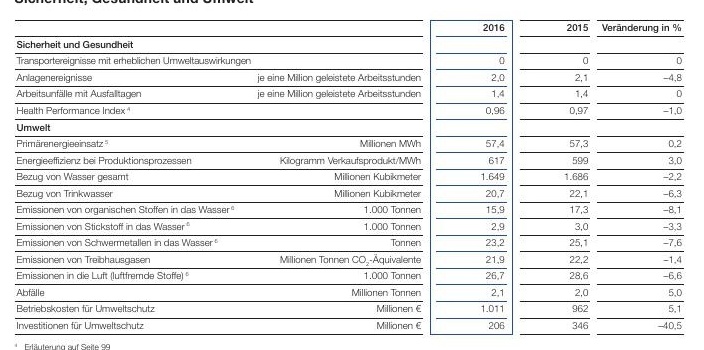 Sicherheit, Gesundheit und Umwelt
2016 2015 Veränderung in %
Sicherheit und Gesundheit
Transportereignisse mit erheblichen Umweltauswirkungen 0 0 0
Anlagenereignisse je eine Million geleistete Arbeitsstunden 2,0 2,1 –4,8
Arbeitsunfälle mit Ausfalltagen je eine Million geleistete Arbeitsstunden 1,4 1,4 0
Health Performance Index 4 0,96 0,97 –1,0
Umwelt
Primärenergieeinsatz 5 Millionen MWh 57,4 57,3 0,2
Energieeffizienz bei Produktionsprozessen Kilogramm Verkaufsprodukt/MWh 617 599 3,0
Bezug von Wasser gesamt Millionen Kubikmeter 1.649 1.686 –2,2
Bezug von Trinkwasser Millionen Kubikmeter 20,7 22,1 –6,3
Emissionen von organischen Stoffen in das Wasser 6 1.000 Tonnen 15,9 17,3 –8,1
Emissionen von Stickstoff in das Wasser 6 1.000 Tonnen 2,9 3,0 –3,3
Emissionen von Schwermetallen in das Wasser 6 Tonnen 23,2 25,1 –7,6
Emissionen von Treibhausgasen Millionen Tonnen CO2-Äquivalente 21,9 22,2 –1,4
Emissionen in die Luft (luftfremde Stoffe) 6 1.000 Tonnen 26,7 28,6 –6,6
Abfälle Millionen Tonnen 2,1 2,0 5,0
Betriebskosten für Umweltschutz Millionen € 1.011 962 5,1
Investitionen für Umweltschutz Millionen € 206 346 –40,5
4 Erläuterung auf Seite 99